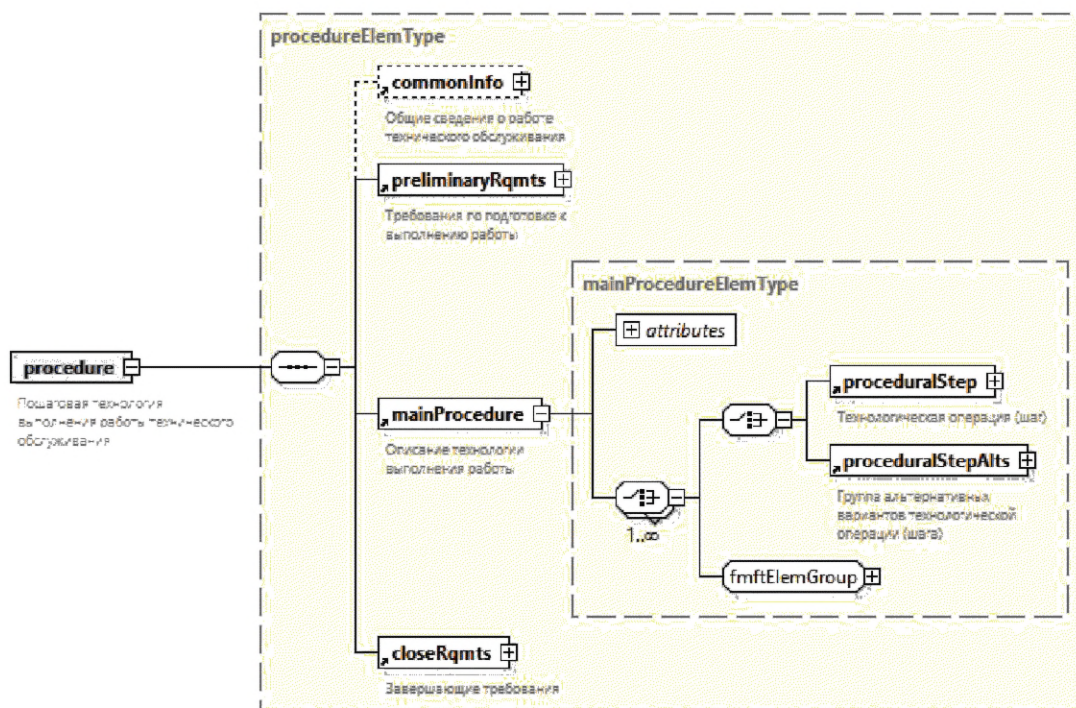 procedureElemType
commonInfo
Общие сведения о работе
технического обслуживания
preliminaryRqmts
Требования по подготовке к
выполнению работы
mainProcedureElemType
attributes
procedure
Пошаговая технология
выполнения работы технического
обслуживания
mainProcedure
Описание технологии
выполнения работы
proceduralStep
Технологическая операция (шаг)
proceduralStepAlts
Группа альтернативных
вариантов технологической
операции (шага)
1..∞
fmftElemGroup
closeRqmts
Завершающие требования